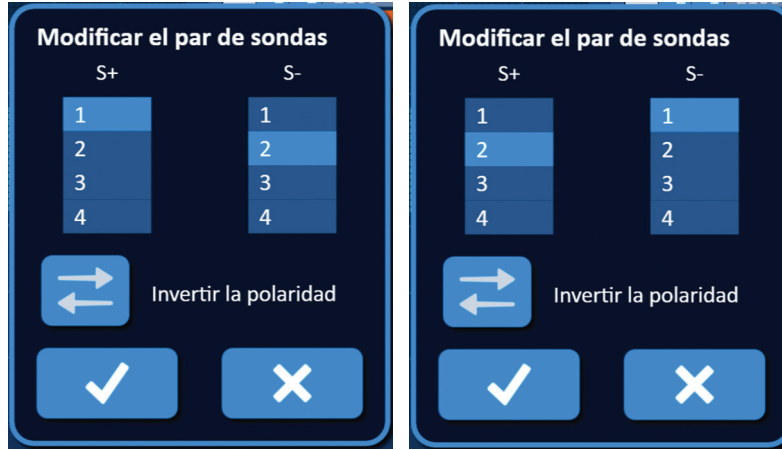 Modificar el par de sondas
S+ S-
1 1
2 2
3 3
4 4
Invertir la polaridad
Modificar el par de sondas
S+ S-
1 1
2 2
3 3
4 4
Invertir la polaridad